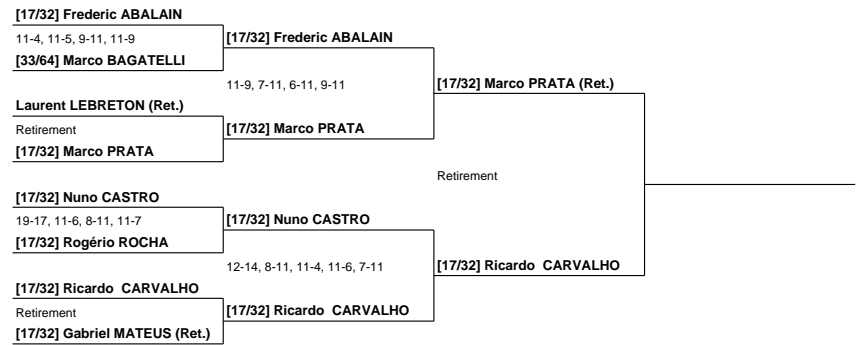 [17/32] Frederic ABALAIN
11-4, 11-5, 9-11, 11-9
[33/64] Marco BAGATELLI
[17/32] Frederic ABALAIN
11-9, 7-11, 6-11, 9-11
Laurent LEBRETON (Ret.)
Retirement
[17/32] Marco PRATA
[17/32] Marco PRATA
[17/32] Marco PRATA (Ret.)
Retirement
[17/32] Nuno CASTRO
19-17, 11-6, 8-11, 11-7
[17/32] Rogério ROCHA
[17/32] Nuno CASTRO
12-14, 8-11, 11-4, 11-6, 7-11
[17/32] Ricardo  CARVALHO
Retirement
[17/32] Gabriel MATEUS (Ret.)
[17/32] Ricardo  CARVALHO
[17/32] Ricardo  CARVALHO